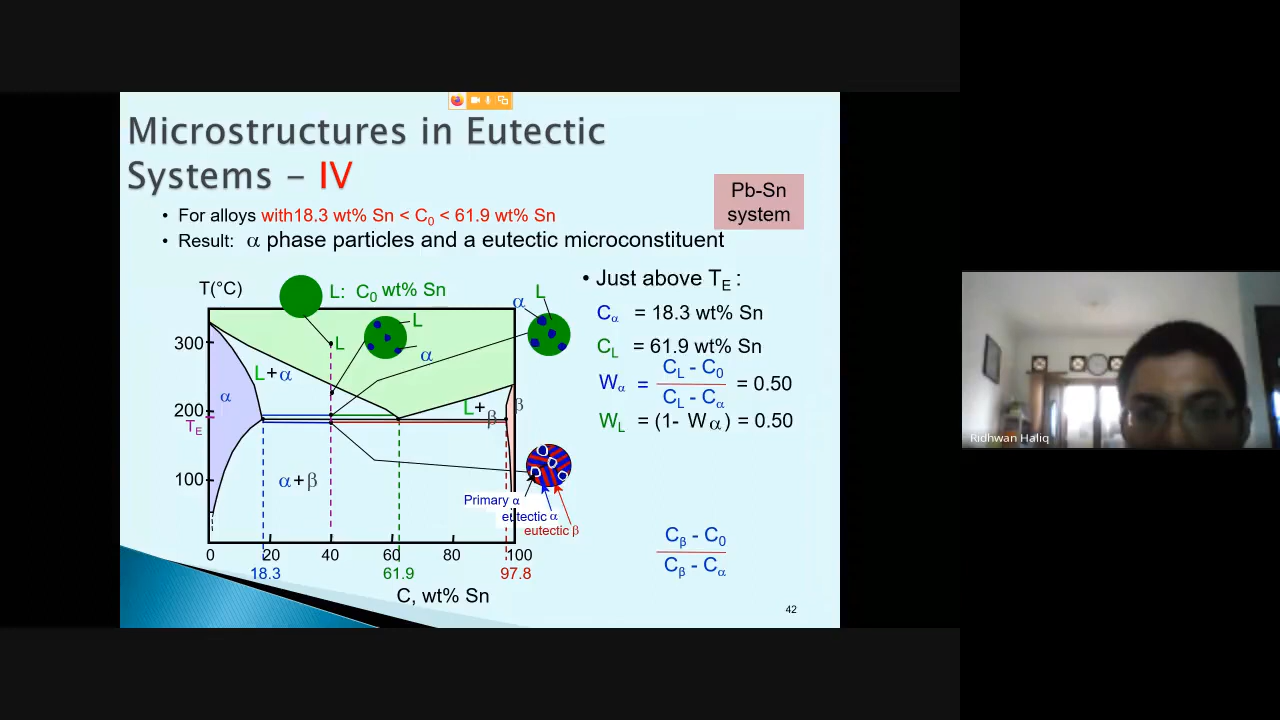 Microstructures in Eutectic
Systems – IV
Pb-Sn
system
• For alloys with18.3 wt% Sn < C0 < 61.9 wt% Sn
• Result: α phase particles and a eutectic microconstituent
T(°C)
L: C0 wt% Sn
L
α
L
α
L
300
L+α
α
200
TE
L+β
β
100
α+β
Primary α
eutectic α
eutectic β
0
20
40
60
80
100
18.3
61.9
97.8
C, wt% Sn
• Just above TE :
Cα = 18.3 wt% Sn
CL = 61.9 wt% Sn
Wα = CL - C0 / CL - Cα = 0.50
WL = (1- Wα) = 0.50
Cβ - C0
Cβ - Cα
42
Ridhwan Haliq